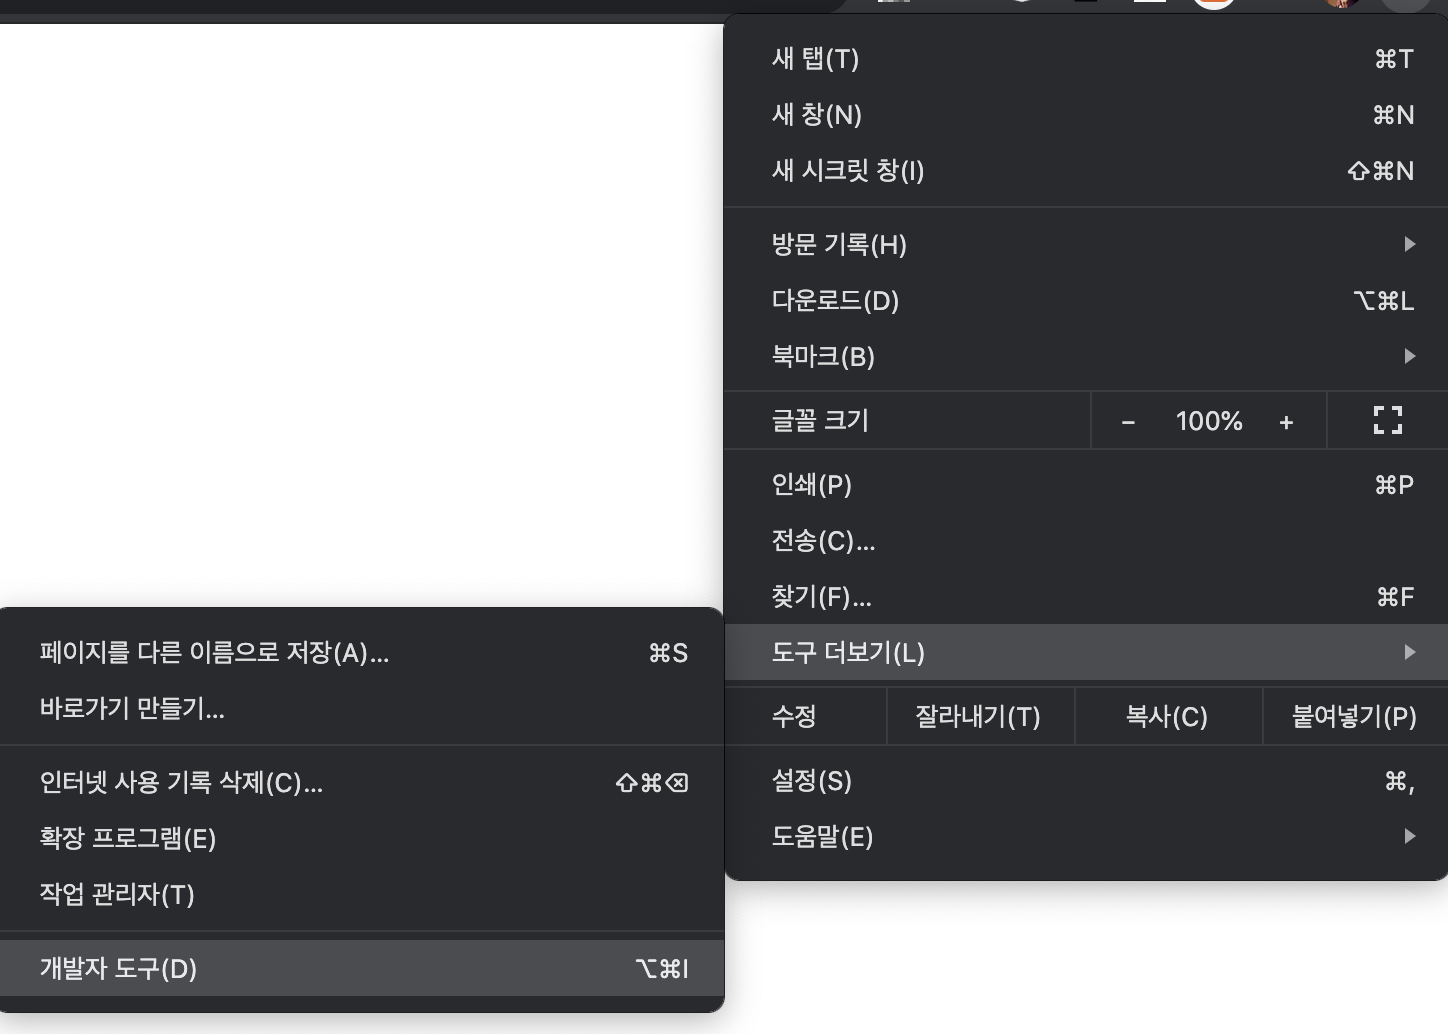 새 탭(T) ⌘T
새 창(N) ⌘N
새 시크릿 창(I) ⇧⌘N
방문 기록(H)
다운로드(D) ⌥⌘L
북마크(B)
글꼴 크기 - 100% +
인쇄(P) ⌘P
전송(C)...
찾기(F)... ⌘F
도구 더보기(L)
수정 잘라내기(T) 복사(C) 붙여넣기(P)
설정(S) ⌘,
도움말(E)
페이지를 다른 이름으로 저장(A)... ⌘S
바로가기 만들기...
인터넷 사용 기록 삭제(C)... ⇧⌘⌫
확장 프로그램(E)
작업 관리자(T)
개발자 도구(D) ⌥⌘I